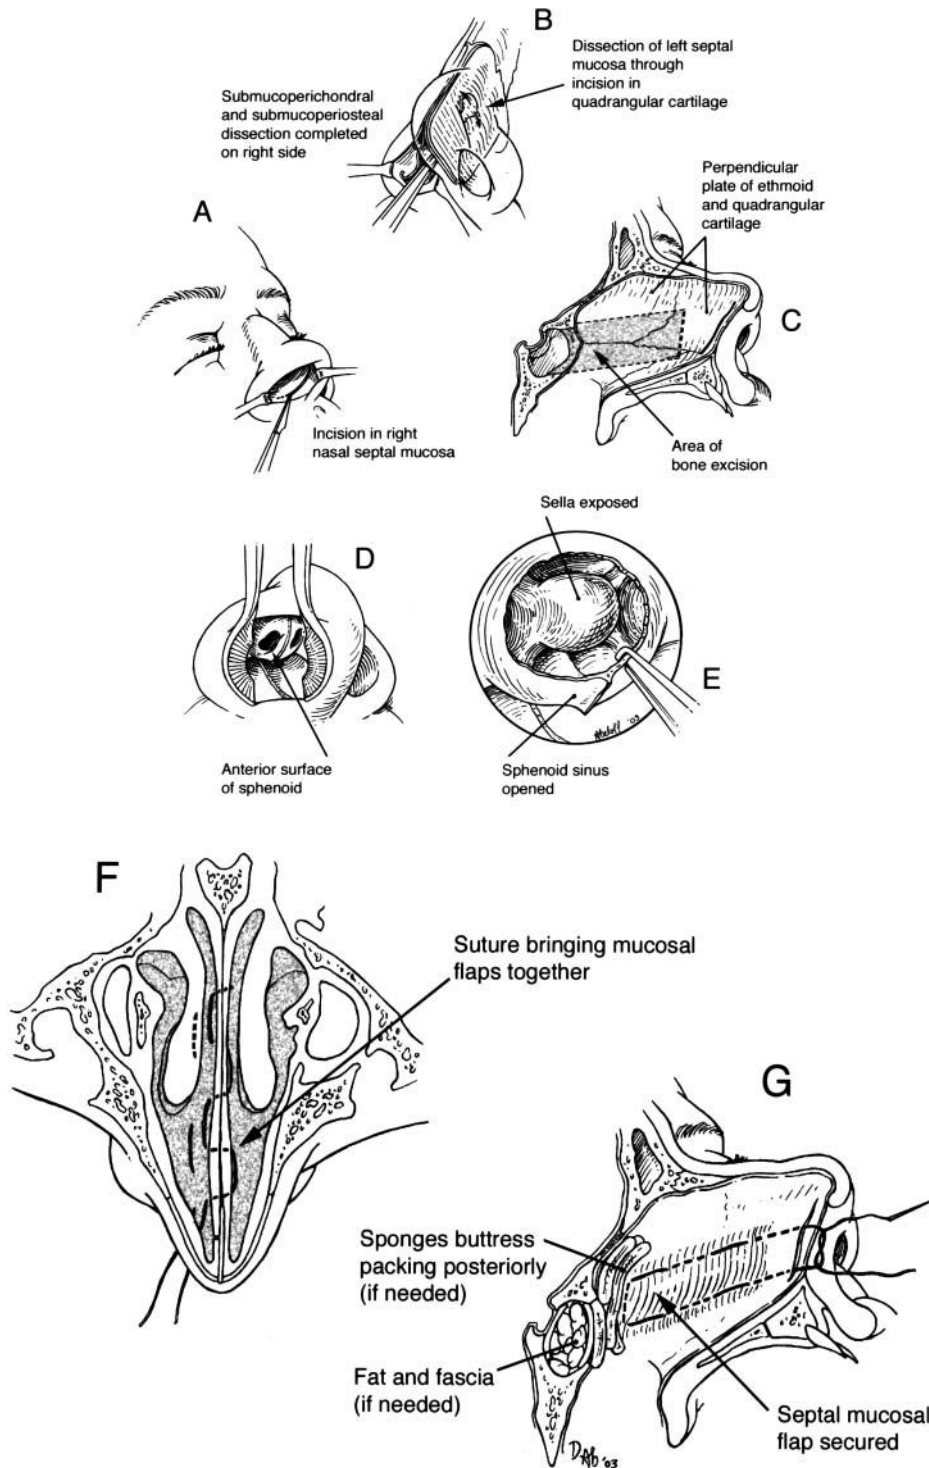 B
Dissection of left septal
mucosa through
incision in
quadrangular cartilage
Submucoperichondral
and submucoperiosteal
dissection completed
on right side
A
Incision in right
nasal septal mucosa
Perpendicular
plate of ethmoid
and quadrangular
cartilage
C
Area of
bone excision
D
Anterior surface
of sphenoid
Sella exposed
E
Sphenoid sinus
opened
'03
F
Suture bringing mucosal
flaps together
G
Sponges buttress
packing posteriorly
(if needed)
Fat and fascia
(if needed)
Septal mucosal
flap secured
'03